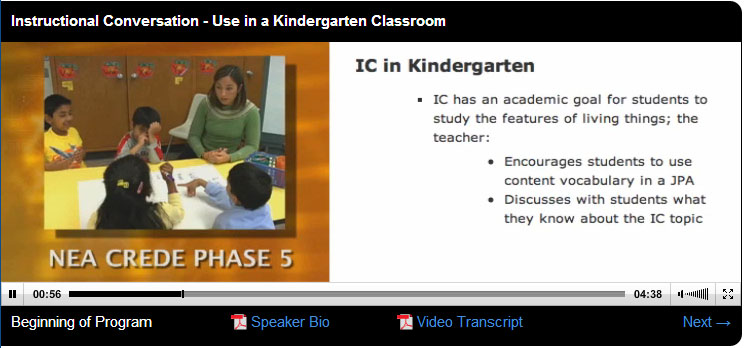 Instructional Conversation - Use in a Kindergarten Classroom
IC in Kindergarten
IC has an academic goal for students to
study the features of living things; the
teacher:
Encourages students to use
content vocabulary in a JPA
Discusses with students what
they know about the IC topic
NEA CREDE PHASE 5
00:56
04:38
Beginning of Program
Speaker Bio
Video Transcript
Next →